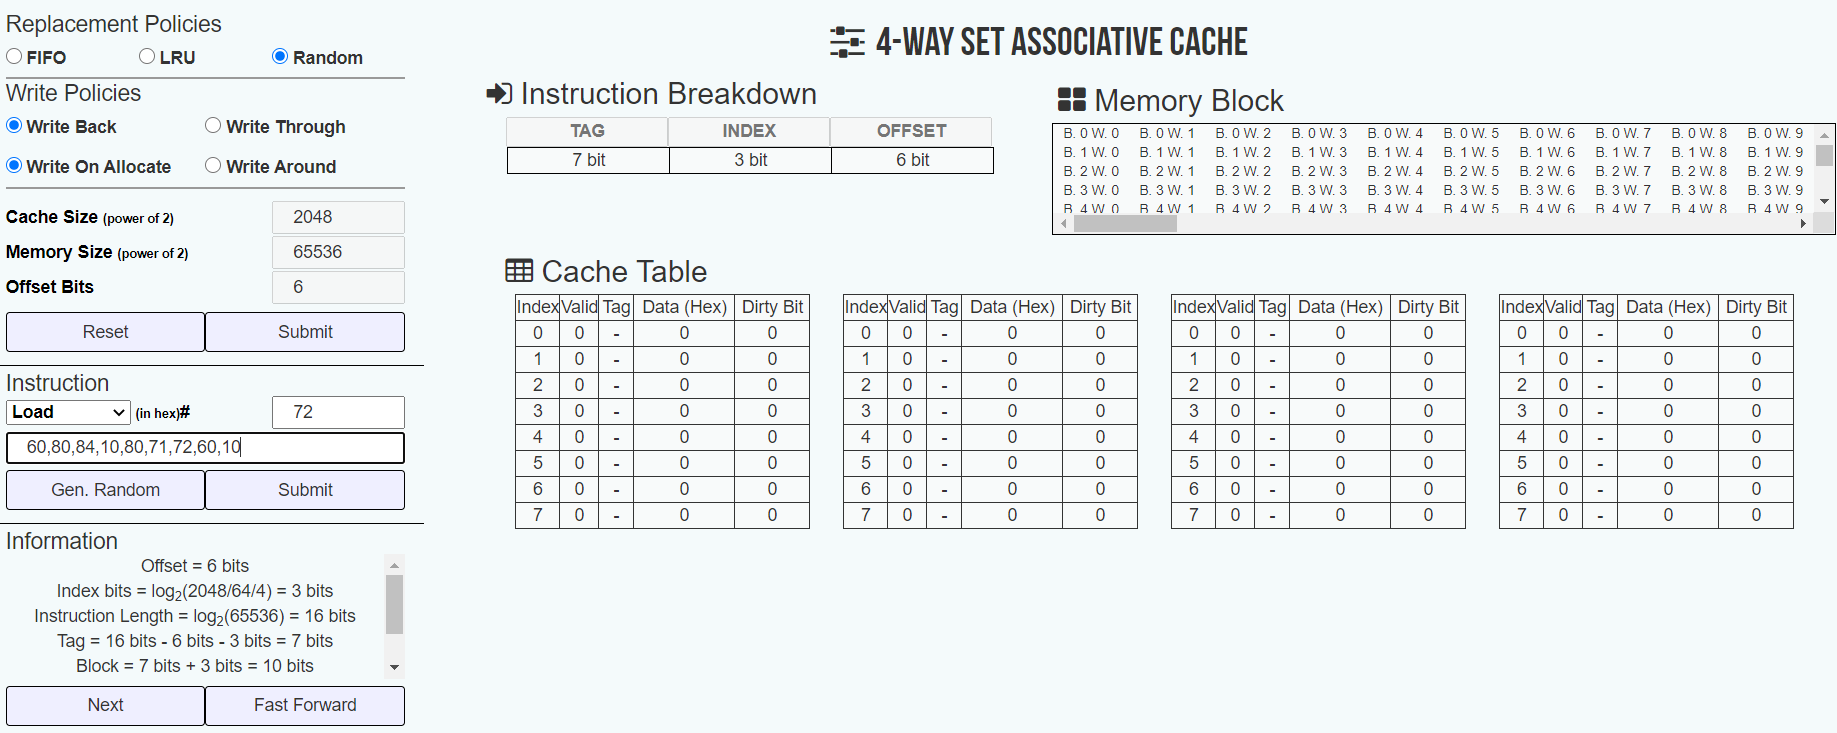 Replacement Policies
FIFO LRU Random
Write Policies
Write Back Write Through
Write On Allocate Write Around
Cache Size (power of 2) 2048
Memory Size (power of 2) 65536
Offset Bits 6
Reset Submit
Instruction
Load (in hex)# 72
60,80,84,10,80,71,72,60,10
Gen. Random Submit
Information
Offset = 6 bits
Index bits = log2(2048/64/4) = 3 bits
Instruction Length = log2(65536) = 16 bits
Tag = 16 bits - 6 bits - 3 bits = 7 bits
Block = 7 bits + 3 bits = 10 bits
Next Fast Forward
4-WAY SET ASSOCIATIVE CACHE
Instruction Breakdown
TAG INDEX OFFSET
7 bit 3 bit 6 bit
Memory Block
B. 0 W. 0 B. 0 W. 1 B. 0 W. 2 B. 0 W. 3 B. 0 W. 4 B. 0 W. 5 B. 0 W. 6 B. 0 W. 7 B. 0 W. 8 B. 0 W. 9
B. 1 W. 0 B. 1 W. 1 B. 1 W. 2 B. 1 W. 3 B. 1 W. 4 B. 1 W. 5 B. 1 W. 6 B. 1 W. 7 B. 1 W. 8 B. 1 W. 9
B. 2 W. 0 B. 2 W. 1 B. 2 W. 2 B. 2 W. 3 B. 2 W. 4 B. 2 W. 5 B. 2 W. 6 B. 2 W. 7 B. 2 W. 8 B. 2 W. 9
B. 3 W. 0 B. 3 W. 1 B. 3 W. 2 B. 3 W. 3 B. 3 W. 4 B. 3 W. 5 B. 3 W. 6 B. 3 W. 7 B. 3 W. 8 B. 3 W. 9
B. 4 W. 0 B. 4 W. 1 B. 4 W. 2 B. 4 W. 3 B. 4 W. 4 B. 4 W. 5 B. 4 W. 6 B. 4 W. 7 B. 4 W. 8 B. 4 W. 9
Cache Table
Index Valid Tag Data (Hex) Dirty Bit Index Valid Tag Data (Hex) Dirty Bit Index Valid Tag Data (Hex) Dirty Bit Index Valid Tag Data (Hex) Dirty Bit
0 0 - 0 0 0 0 - 0 0 0 0 - 0 0 0 0 - 0 0
1 0 - 0 0 1 0 - 0 0 1 0 - 0 0 1 0 - 0 0
2 0 - 0 0 2 0 - 0 0 2 0 - 0 0 2 0 - 0 0
3 0 - 0 0 3 0 - 0 0 3 0 - 0 0 3 0 - 0 0
4 0 - 0 0 4 0 - 0 0 4 0 - 0 0 4 0 - 0 0
5 0 - 0 0 5 0 - 0 0 5 0 - 0 0 5 0 - 0 0
6 0 - 0 0 6 0 - 0 0 6 0 - 0 0 6 0 - 0 0
7 0 - 0 0 7 0 - 0 0 7 0 - 0 0 7 0 - 0 0